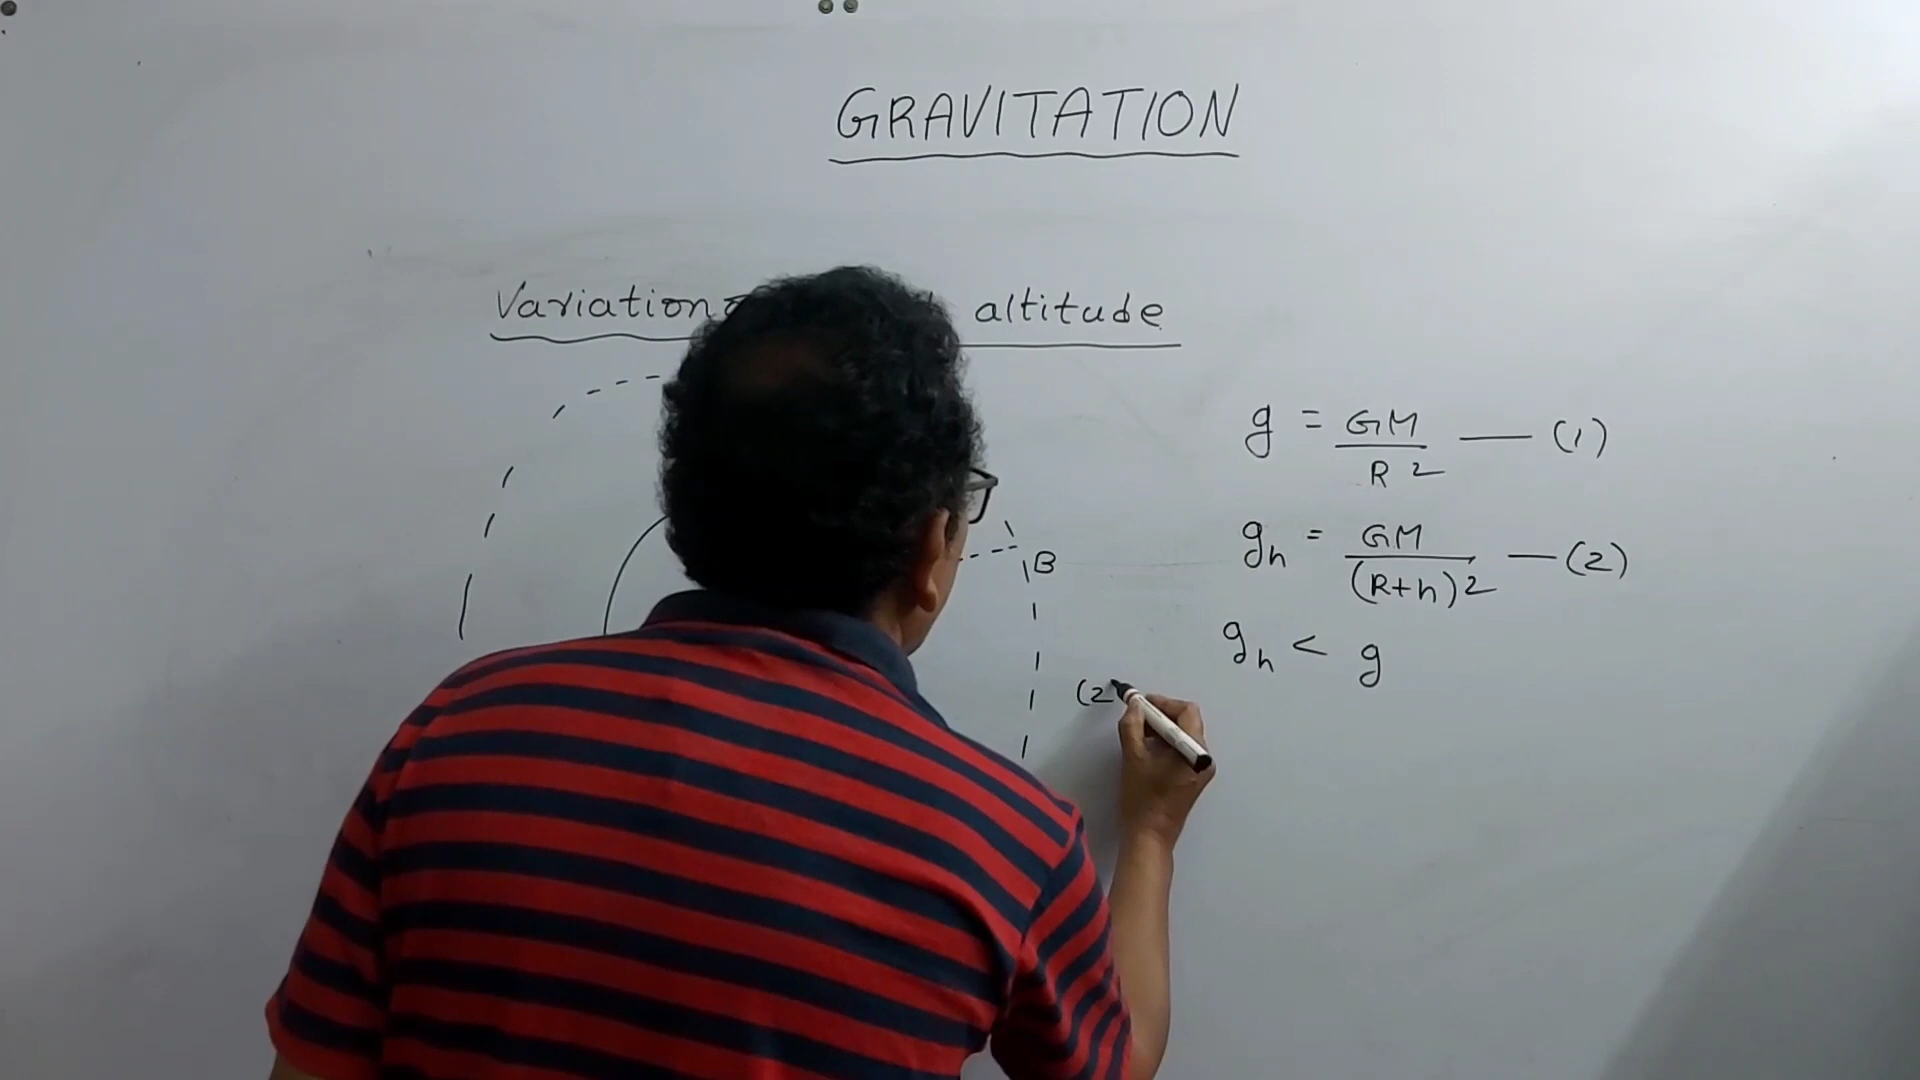 GRAVITATION
Variation altitude
g = GM/R² — (1)
gh = GM/(R+h)² — (2)
gh < g
B
(2